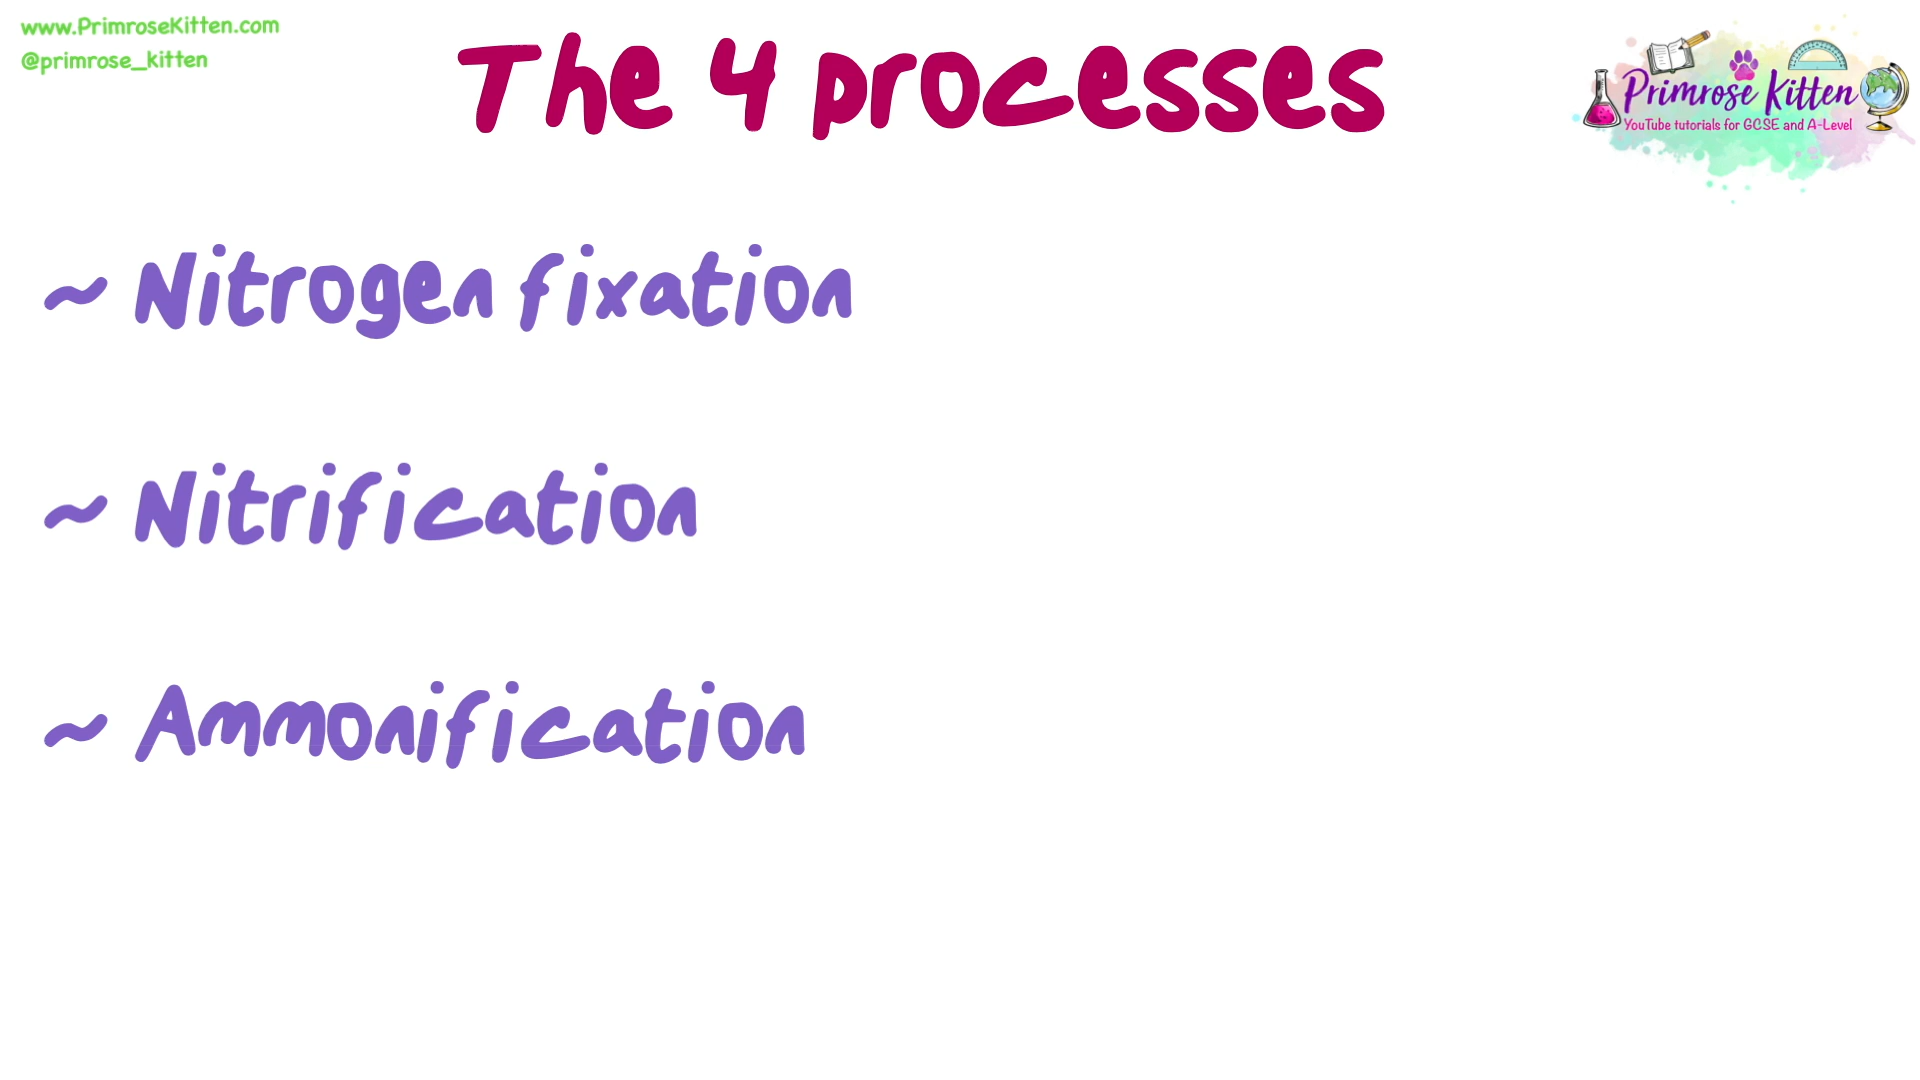 www.PrimroseKitten.com
@primrose_kitten
The 4 processes
Primrose Kitten
YouTube tutorials for GCSE and A-Level
~ Nitrogen fixation
~ Nitrification
~ Ammonification